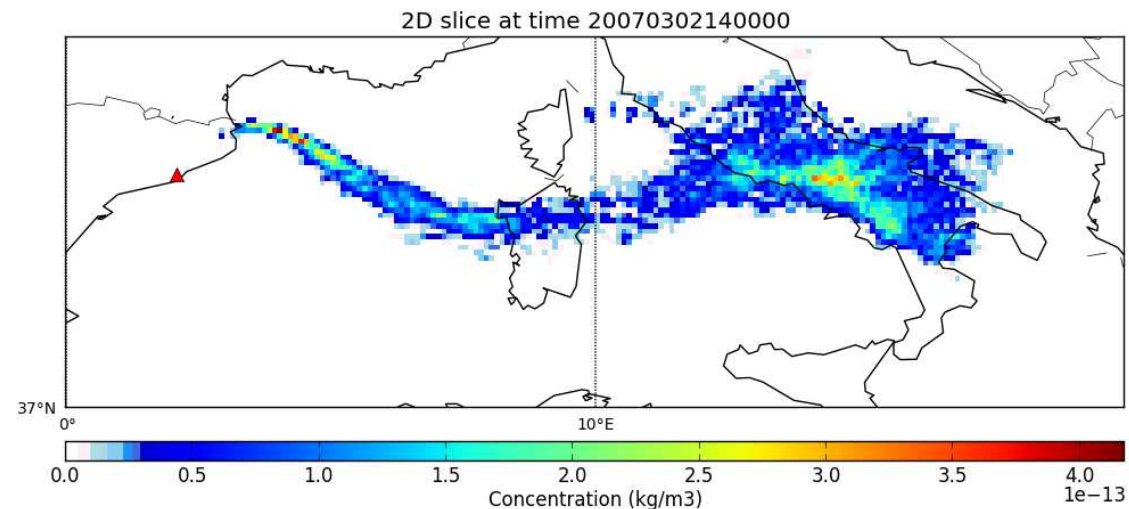 2D slice at time 20070302140000
37°N
0°
10°E
0.0 0.5 1.0 1.5 2.0 2.5 3.0 3.5 4.0
1e−13
Concentration (kg/m3)